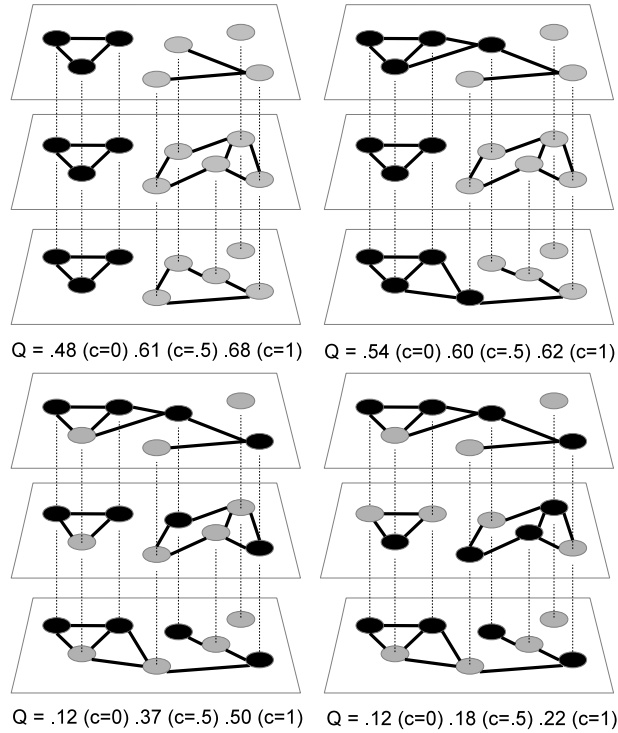 Q = .48 (c=0) .61 (c=.5) .68 (c=1)
Q = .54 (c=0) .60 (c=.5) .62 (c=1)
Q = .12 (c=0) .37 (c=.5) .50 (c=1)
Q = .12 (c=0) .18 (c=.5) .22 (c=1)